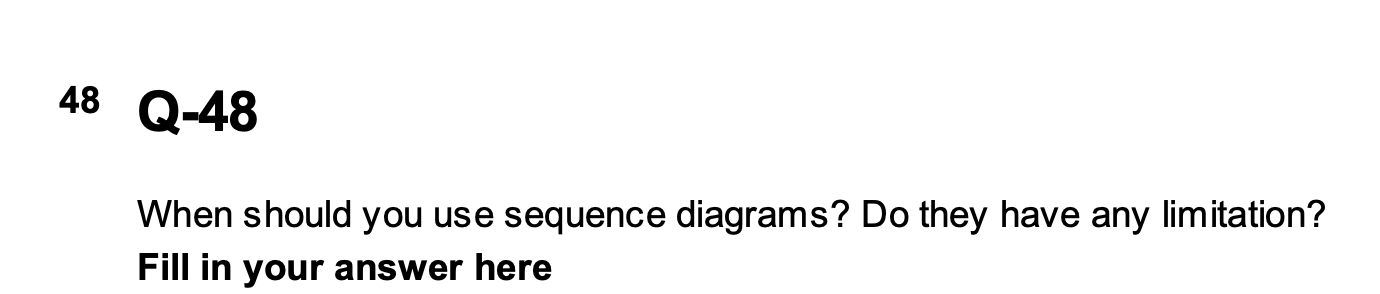 48 Q-48
When should you use sequence diagrams? Do they have any limitation?
Fill in your answer here